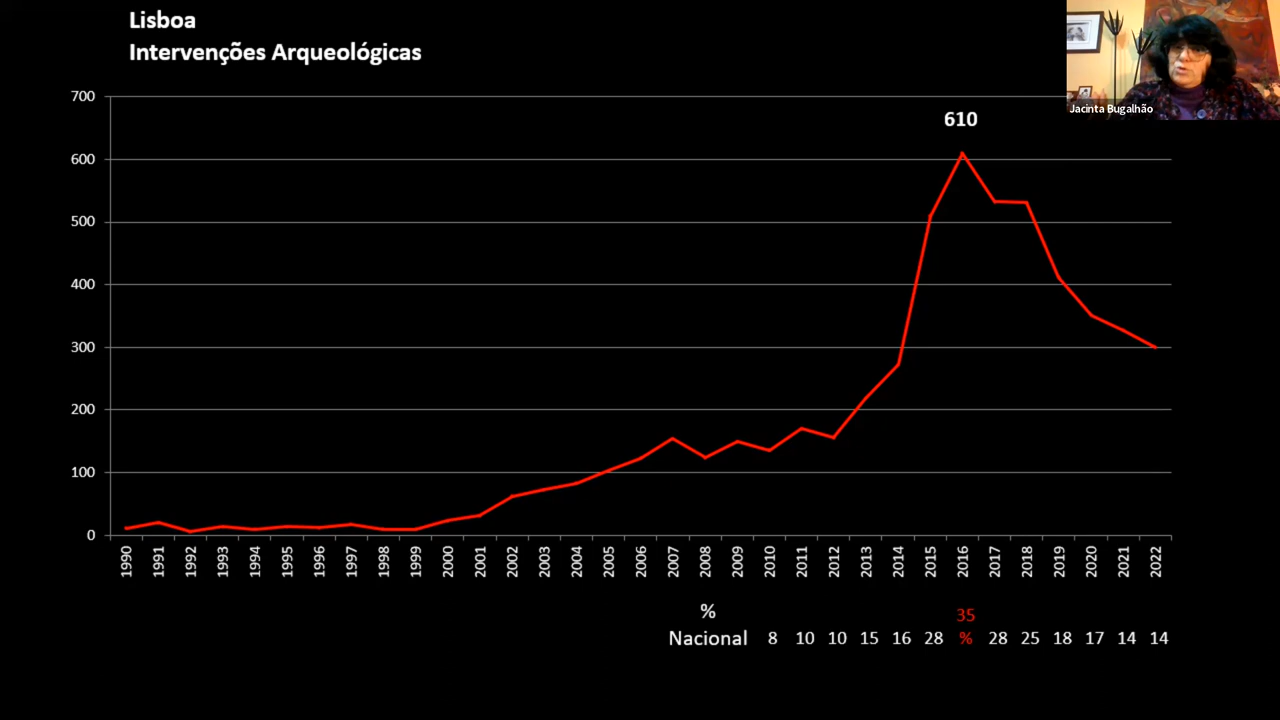 Lisboa
Intervenções Arqueológicas
Jacinta Bugalhão
700
610
600
500
400
300
200
100
0
1990 1991 1992 1993 1994 1995 1996 1997 1998 1999 2000 2001 2002 2003 2004 2005 2006 2007 2008 2009 2010 2011 2012 2013 2014 2015 2016 2017 2018 2019 2020 2021 2022
% 35
Nacional 8 10 10 15 16 28 % 28 25 18 17 14 14